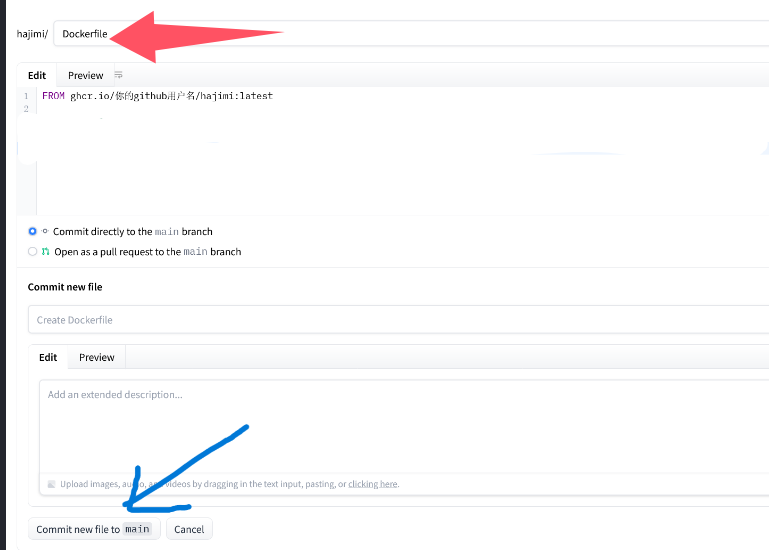 hajimi/ Dockerfile
Edit Preview
1 FROM ghcr.io/你的github用户名/hajimi:latest
2
Commit directly to the main branch
Open as a pull request to the main branch
Commit new file
Create Dockerfile
Edit Preview
Add an extended description...
Upload images, audio, and videos by dragging in the text input, pasting, or clicking here.
Commit new file to main Cancel